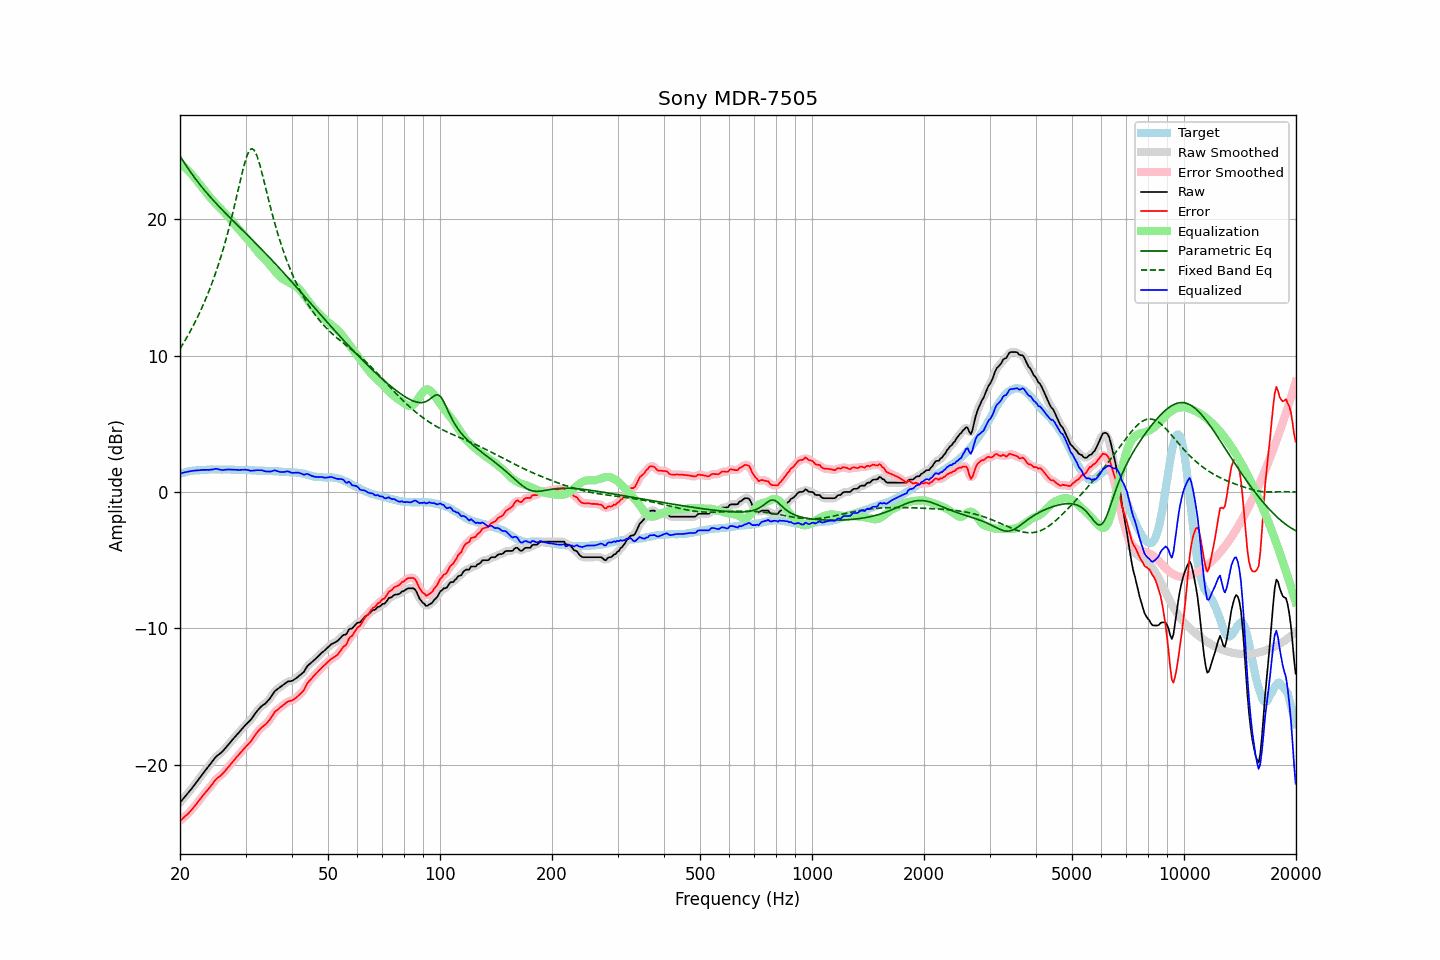 Sony MDR-7505
Target
Raw Smoothed
Error Smoothed
Raw
Error
Equalization
Parametric Eq
Fixed Band Eq
Equalized
Amplitude (dBr)
20
10
0
−10
−20
20 50 100 200 500 1000 2000 5000 10000 20000
Frequency (Hz)